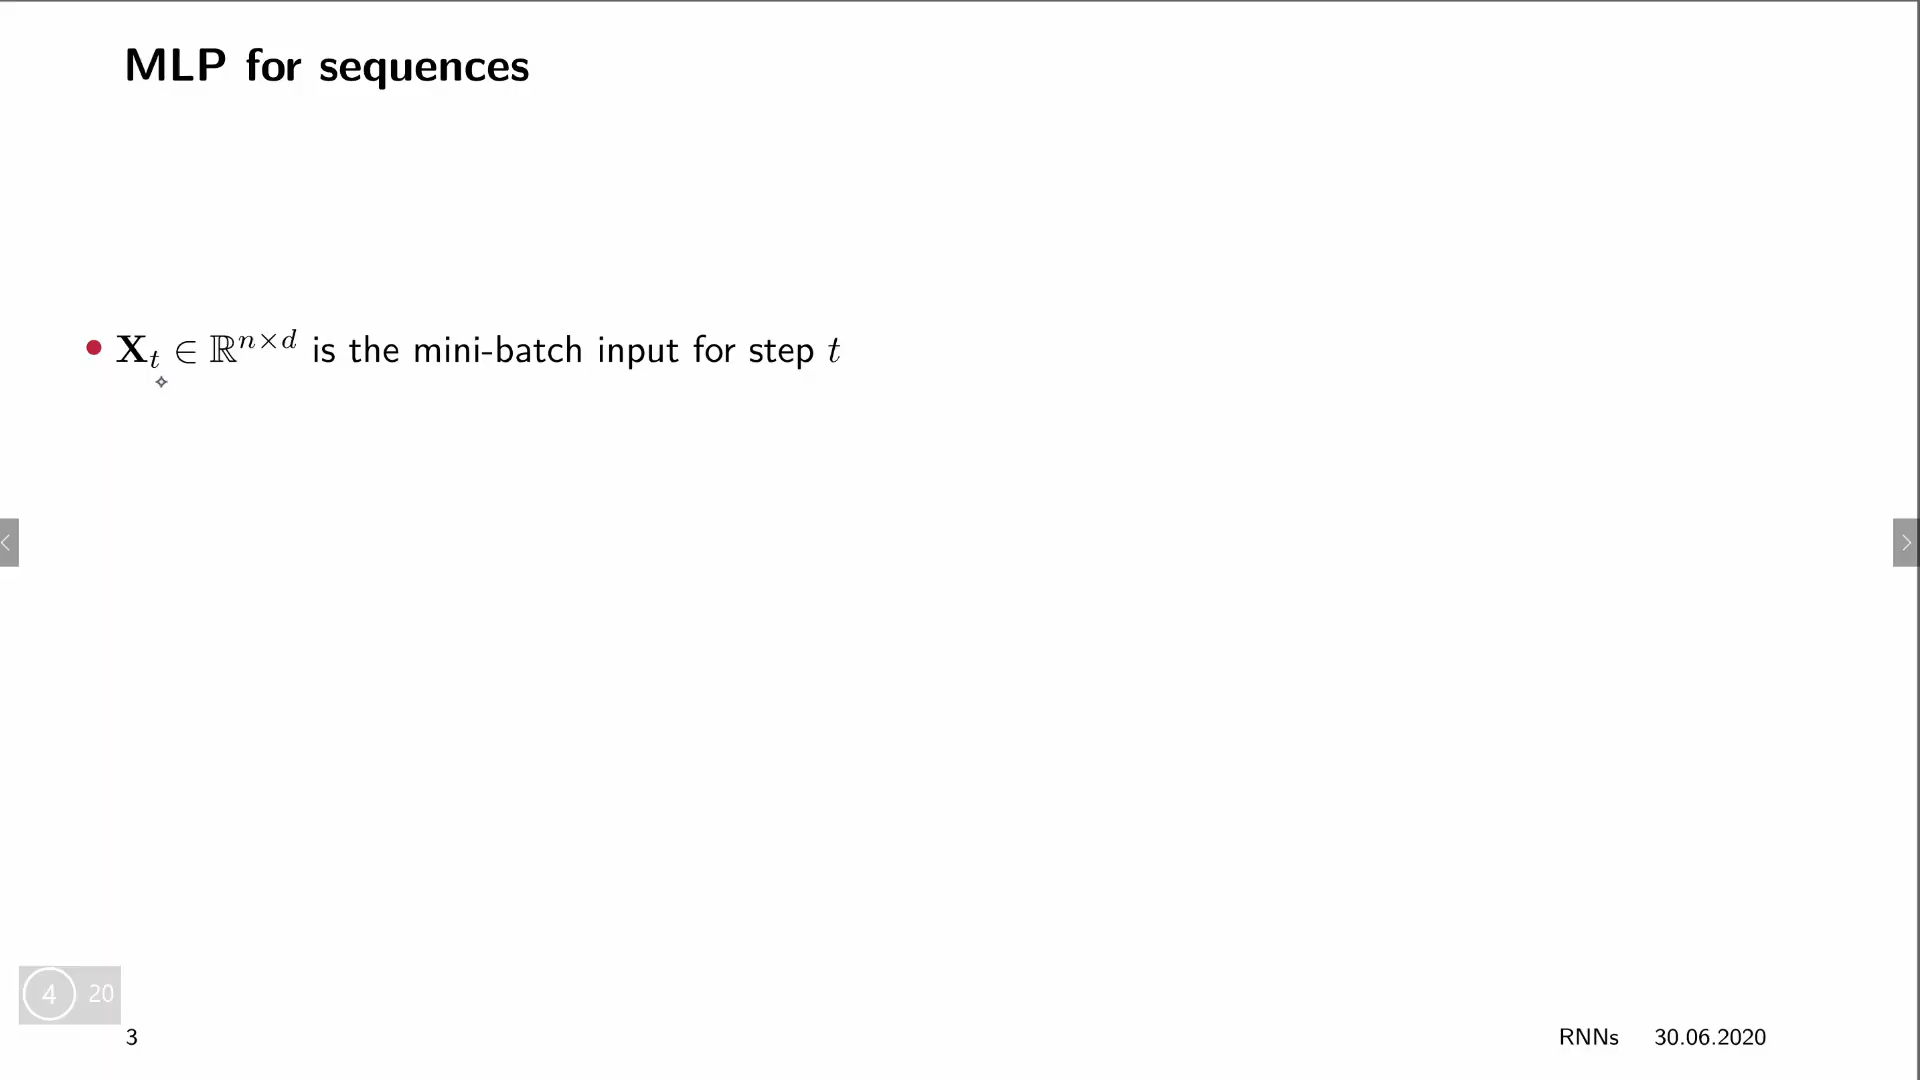 MLP for sequences
• Xₜ ∈ ℝⁿˣᵈ is the mini-batch input for step t
4 20
3 RNNs 30.06.2020